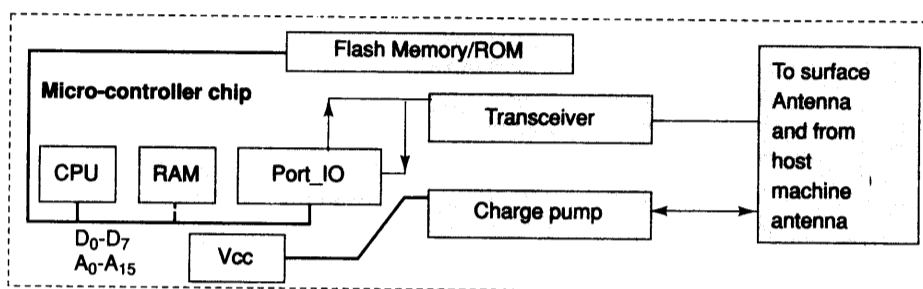 Flash Memory/ROM
Micro-controller chip
Transceiver
CPU
RAM
Port_IO
Charge pump
D₀-D₇
A₀-A₁₅
Vcc
To surface
Antenna
and from
host
machine
antenna